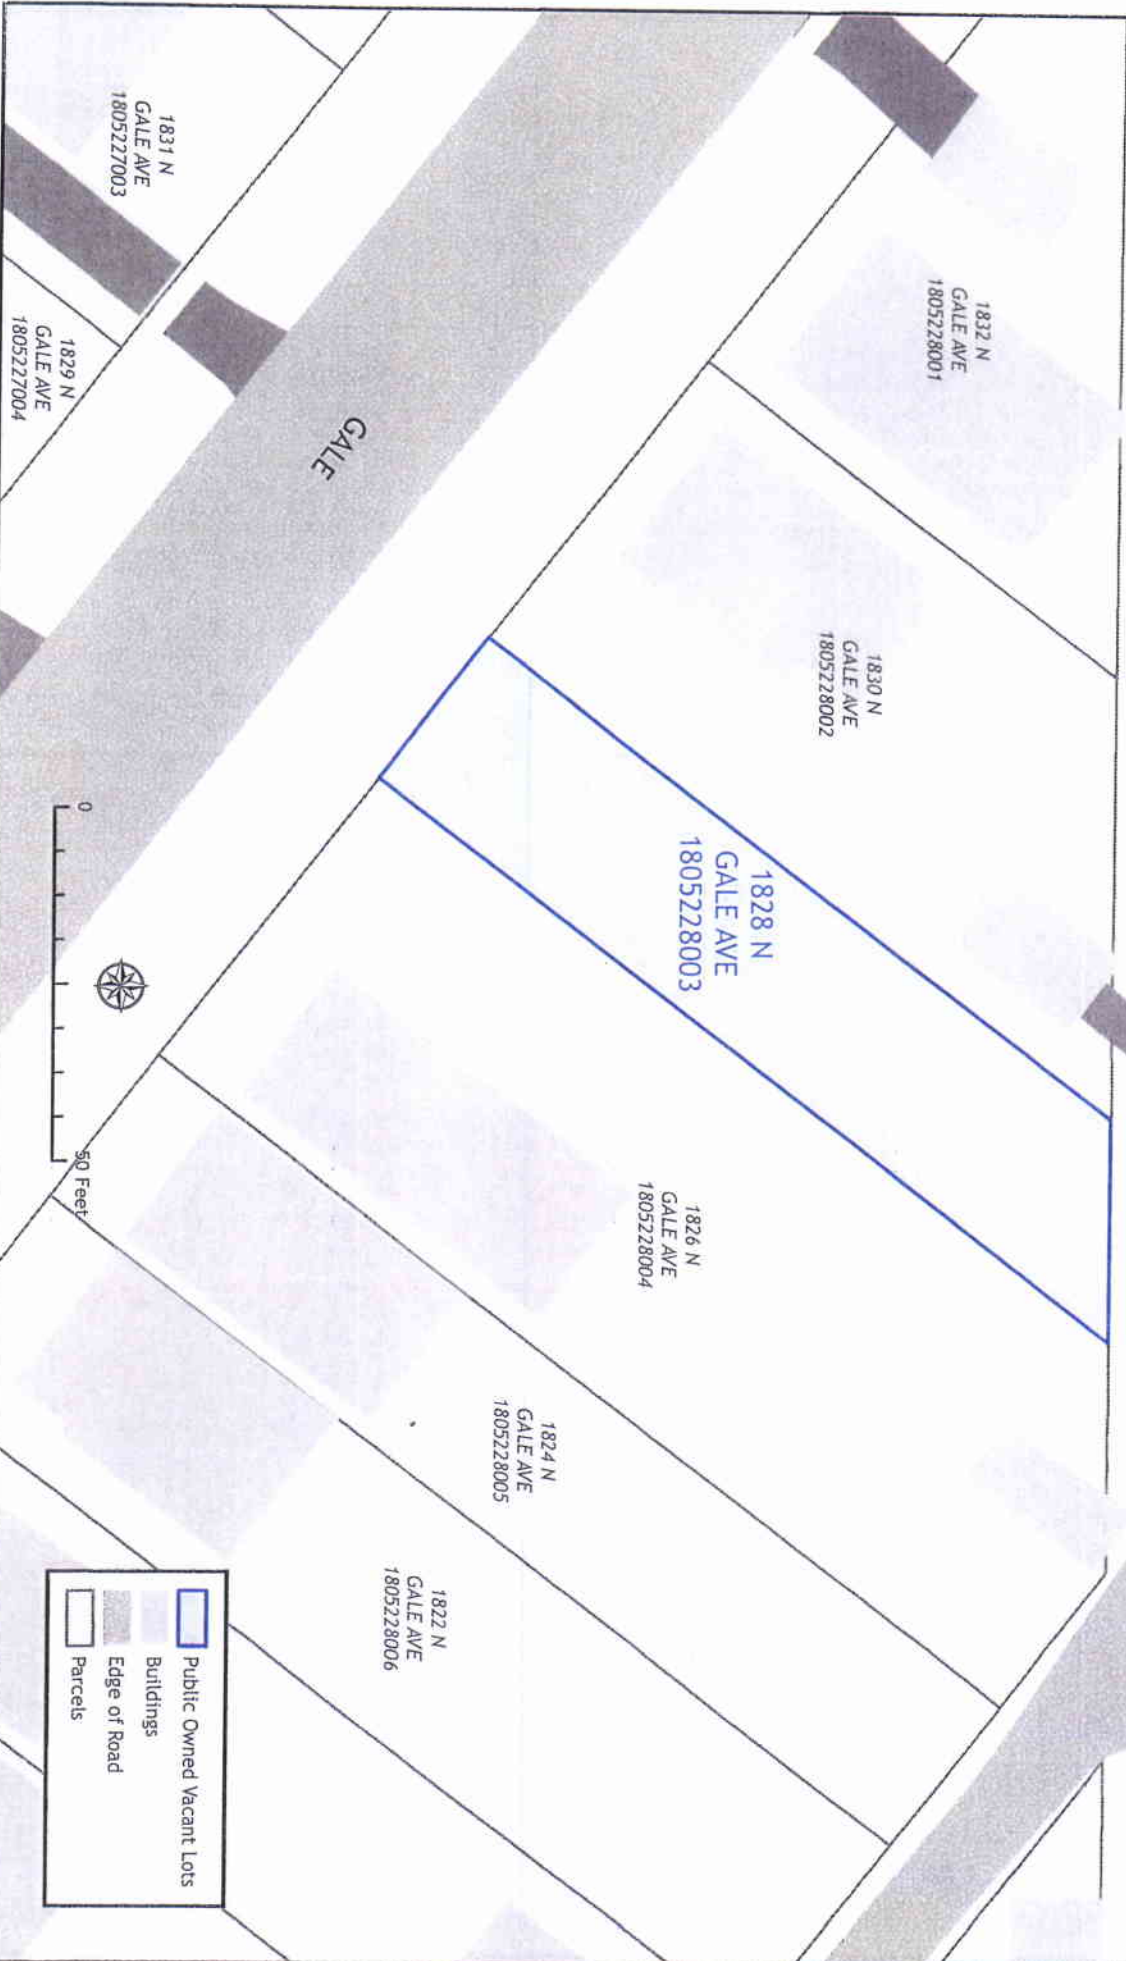 1832 N
GALE AVE
1805228001
1830 N
GALE AVE
1805228002
1828 N
GALE AVE
1805228003
1826 N
GALE AVE
1805228004
1824 N
GALE AVE
1805228005
1822 N
GALE AVE
1805228006
GALE
1831 N
GALE AVE
1805227003
1829 N
GALE AVE
1805227004
0
50 Feet
Public Owned Vacant Lots
Buildings
Edge of Road
Parcels